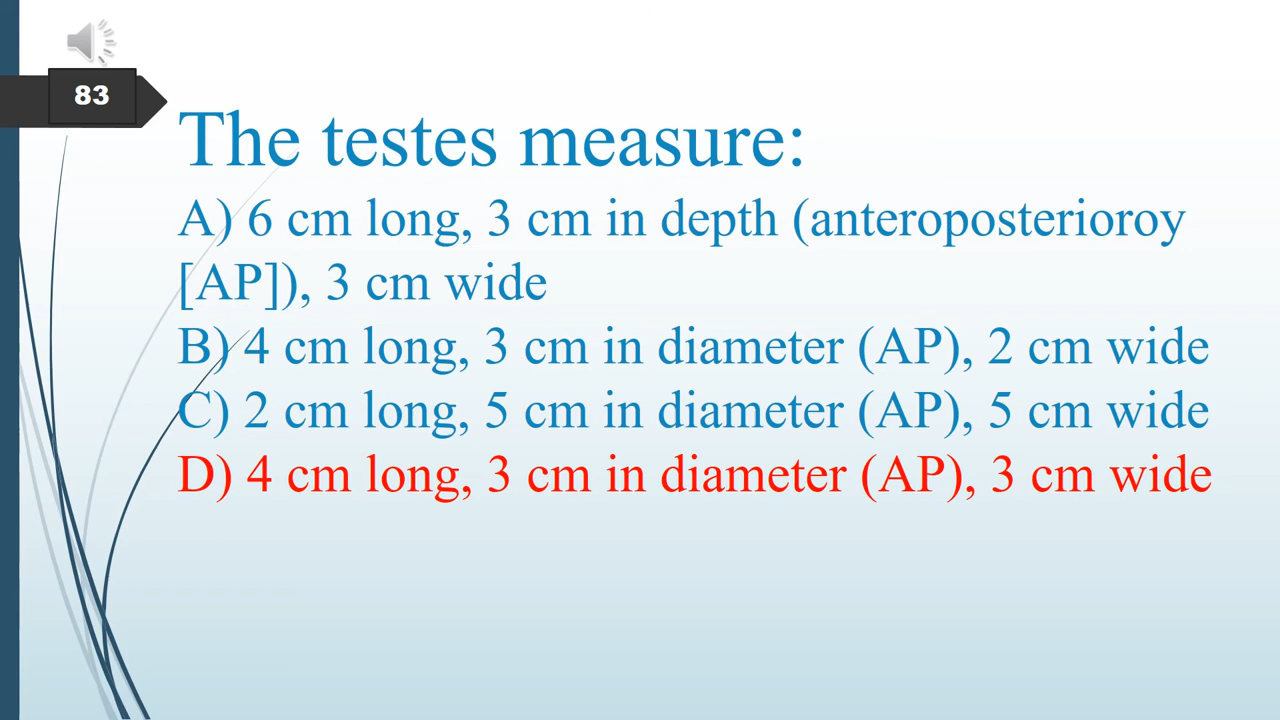 83
The testes measure:
A) 6 cm long, 3 cm in depth (anteroposterioroy
[AP]), 3 cm wide
B) 4 cm long, 3 cm in diameter (AP), 2 cm wide
C) 2 cm long, 5 cm in diameter (AP), 5 cm wide
D) 4 cm long, 3 cm in diameter (AP), 3 cm wide